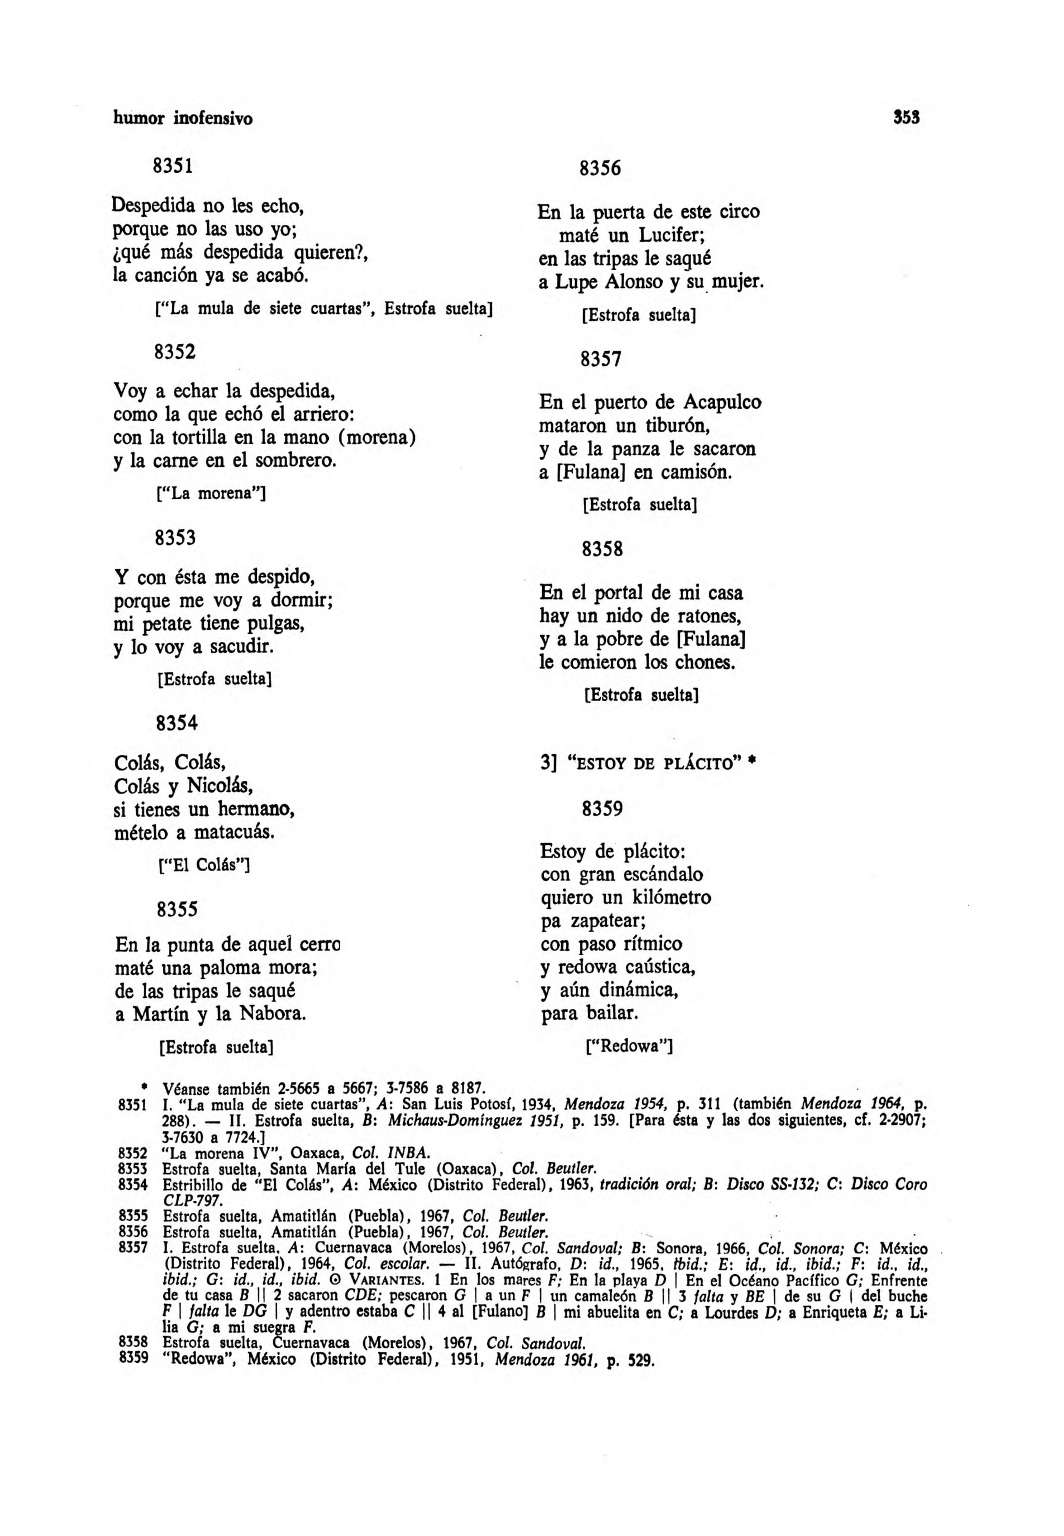 humor inofensivo 353
8351
Despedida no les echo,
porque no las uso yo;
¿qué más despedida quieren?,
la canción ya se acabó.
["La mula de siete cuartas", Estrofa suelta]
8352
Voy a echar la despedida,
como la que echó el arriero:
con la tortilla en la mano (morena)
y la carne en el sombrero.
["La morena"]
8353
Y con ésta me despido,
porque me voy a dormir;
mi petate tiene pulgas,
y lo voy a sacudir.
[Estrofa suelta]
8354
Colás, Colás,
Colás y Nicolás,
si tienes un hermano,
mételo a matacuás.
["El Colás"]
8355
En la punta de aquel cerro
maté una paloma mora;
de las tripas le saqué
a Martín y la Nabora.
[Estrofa suelta]
8356
En la puerta de este circo
maté un Lucifer;
en las tripas le saqué
a Lupe Alonso y su mujer.
[Estrofa suelta]
8357
En el puerto de Acapulco
mataron un tiburón,
y de la panza le sacaron
a [Fulana] en camisón.
[Estrofa suelta]
8358
En el portal de mi casa
hay un nido de ratones,
y a la pobre de [Fulana]
le comieron los chones.
[Estrofa suelta]
3] "ESTOY DE PLÁCITO" *
8359
Estoy de plácito:
con gran escándalo
quiero un kilómetro
pa zapatear;
con paso rítmico
y redowa caústica,
y aún dinámica,
para bailar.
["Redowa"]
* Véanse también 2-5665 a 5667; 3-7586 a 8187.
8351 I. "La mula de siete cuartas", A: San Luis Potosí, 1934, Mendoza 1954, p. 311 (también Mendoza 1964, p.
288). — II. Estrofa suelta, B: Michaus-Domínguez 1951, p. 159. [Para ésta y las dos siguientes, cf. 2-2907;
3-7630 a 7724.]
8352 "La morena IV", Oaxaca, Col. INBA.
8353 Estrofa suelta, Santa María del Tule (Oaxaca), Col. Beutler.
8354 Estribillo de "El Colás", A: México (Distrito Federal), 1963, tradición oral; B: Disco SS-132; C: Disco Coro
CLP-797.
8355 Estrofa suelta, Amatitlán (Puebla), 1967, Col. Beutler.
8356 Estrofa suelta, Amatitlán (Puebla), 1967, Col. Beutler.
8357 I. Estrofa suelta. A: Cuernavaca (Morelos), 1967, Col. Sandoval; B: Sonora, 1966, Col. Sonora; C: México
(Distrito Federal), 1964, Col. escolar. — II. Autógrafo, D: id., 1965, ibid.; E: id., id., ibid.; F: id., id.,
ibid.; G: id., id., ibid. ⊙ VARIANTES. 1 En los mares F; En la playa D | En el Océano Pacífico G; Enfrente
de tu casa B || 2 sacaron CDE; pescaron G | a un F | un camaleón B || 3 falta y BE | de su G | del buche
F | falta le DG | y adentro estaba C || 4 al [Fulano] B | mi abuelita en C; a Lourdes D; a Enriqueta E; a Li-
lia G; a mi suegra F.
8358 Estrofa suelta, Cuernavaca (Morelos), 1967, Col. Sandoval.
8359 "Redowa", México (Distrito Federal), 1951, Mendoza 1961, p. 529.